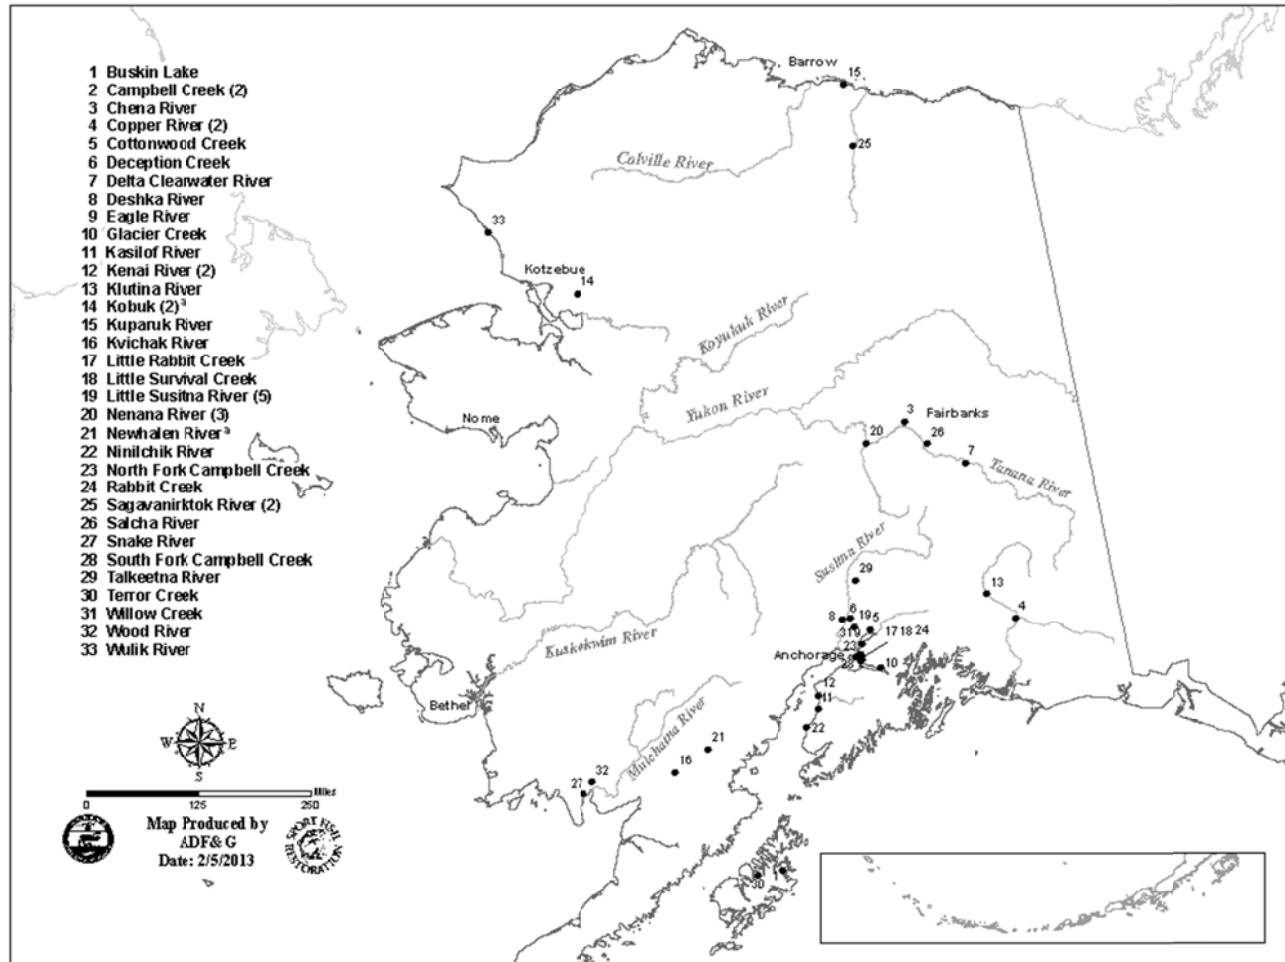 1 Buskin Lake
2 Campbell Creek (2)
3 Chena River
4 Copper River (2)
5 Cottonwood Creek
6 Deception Creek
7 Delta Clearwater River
8 Deshka River
9 Eagle River
10 Glacier Creek
11 Kasilof River
12 Kenai River (2)
13 Klutina River
14 Kobuk (2)ᵃ
15 Kuparuk River
16 Kvichak River
17 Little Rabbit Creek
18 Little Survival Creek
19 Little Susitna River (5)
20 Nenana River (3)
21 Newhalen Riverᵃ
22 Ninilchik River
23 North Fork Campbell Creek
24 Rabbit Creek
25 Sagavanirktok River (2)
26 Salcha River
27 Snake River
28 South Fork Campbell Creek
29 Talkeetna River
30 Terror Creek
31 Willow Creek
32 Wood River
33 Wulik River
Barrow
15
25
Colville River
33
Kotzebue
14
Koyukuk River
Yukon River
Nome
3
Fairbanks
20
26
7
Tanana River
Susitna River
29
13
4
8
6
19
5
31
23
17 18 24
Anchorage
28
10
Kuskokwim River
Bethel
12
11
22
Mulchatna River
21
16
32
27
30
N
W E
S
Miles
0 125 250
Map Produced by
ADF&G
Date: 2/5/2013
SPORT FISH
RESTORATION